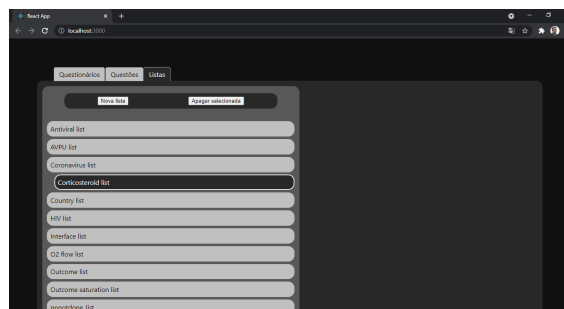 React App
localhost:3000
Questionários Questões Listas
Nova lista Apagar selecionada
Antiviral list
AVPU list
Coronavirus list
Corticosteroid list
Country list
HIV list
Interface list
O2 flow list
Outcome list
Outcome saturation list
nonotdone_list